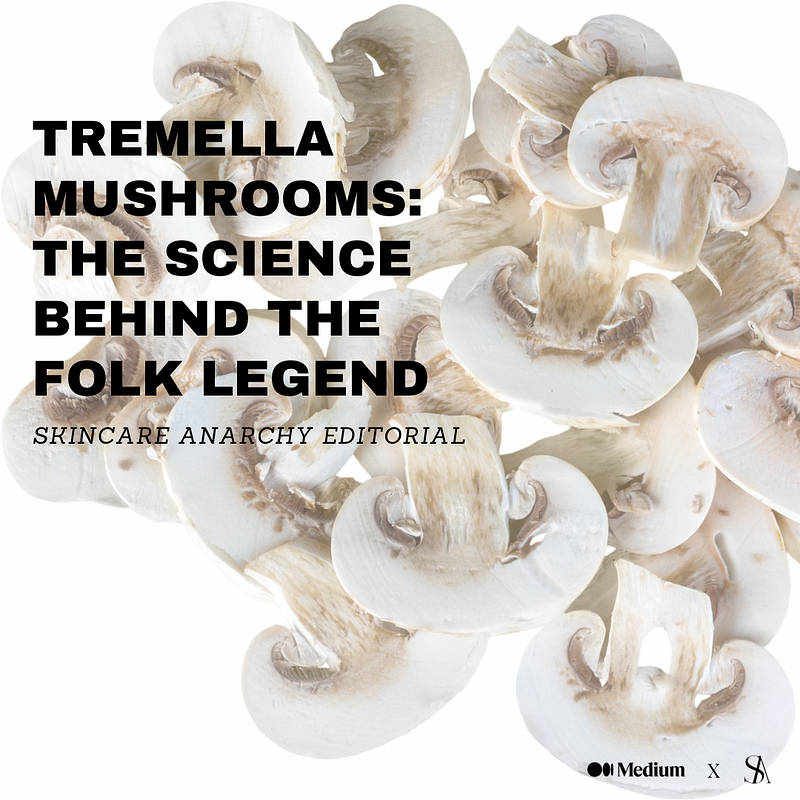 TREMELLA
MUSHROOMS:
THE SCIENCE
BEHIND THE
FOLK LEGEND
SKINCARE ANARCHY EDITORIAL
Medium X SA